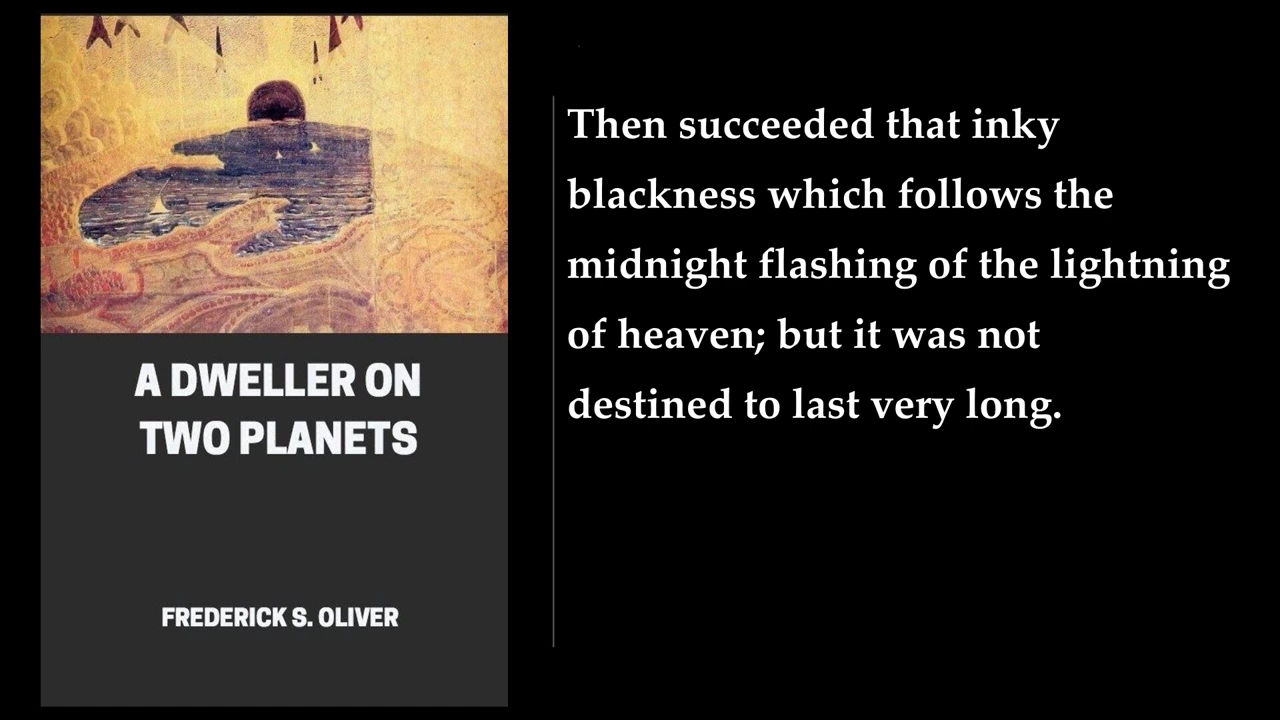 A DWELLER ON
TWO PLANETS
FREDERICK S. OLIVER
Then succeeded that inky
blackness which follows the
midnight flashing of the lightning
of heaven; but it was not
destined to last very long.